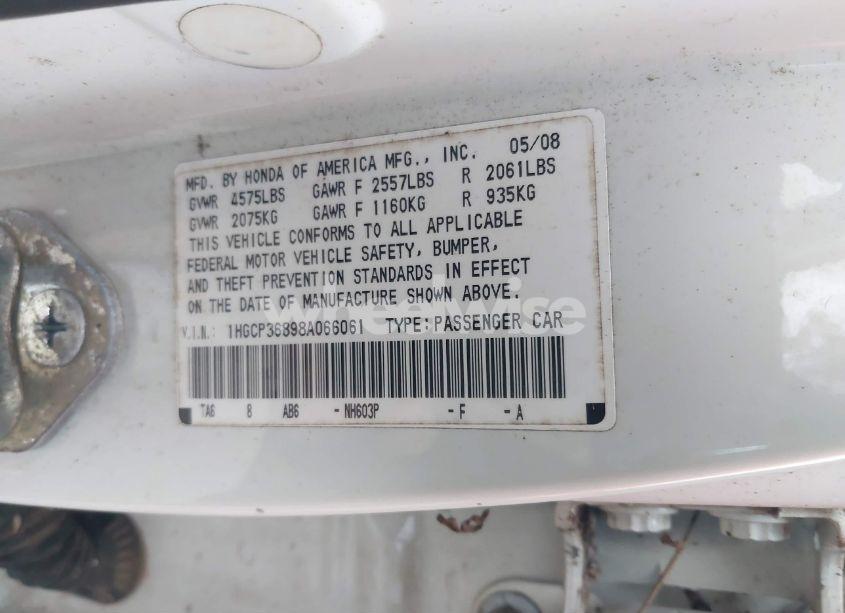 MFD. BY HONDA OF AMERICA MFG., INC. 05/08
GVWR 4575LBS GAWR F 2557LBS R 2061LBS
GVWR 2075KG GAWR F 1160KG R 935KG
THIS VEHICLE CONFORMS TO ALL APPLICABLE
FEDERAL MOTOR VEHICLE SAFETY, BUMPER,
AND THEFT PREVENTION STANDARDS IN EFFECT
ON THE DATE OF MANUFACTURE SHOWN ABOVE.
V.I.N.: 1HGCP36898A066061 TYPE:PASSENGER CAR
TA6 8 AB6 -NH603P -F -A